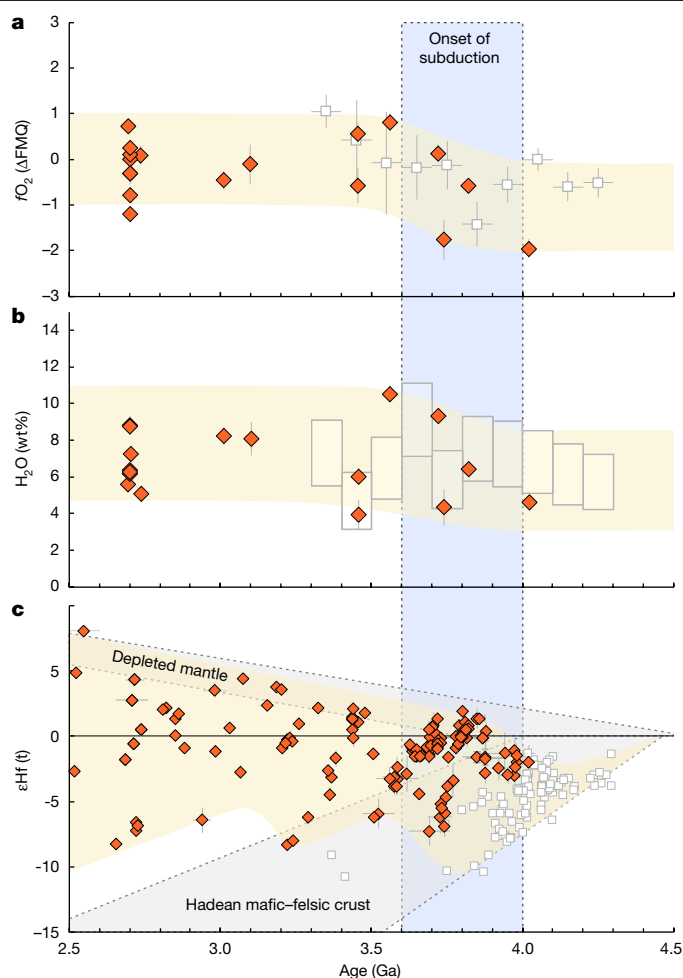 a
3
2
1
0
−1
−2
−3
fO2 (ΔFMQ)
Onset of
subduction
b
14
12
10
8
6
4
2
0
H2O (wt%)
c
5
0
−5
−10
−15
εHf (t)
Depleted mantle
Hadean mafic–felsic crust
2.5
3.0
3.5
4.0
4.5
Age (Ga)